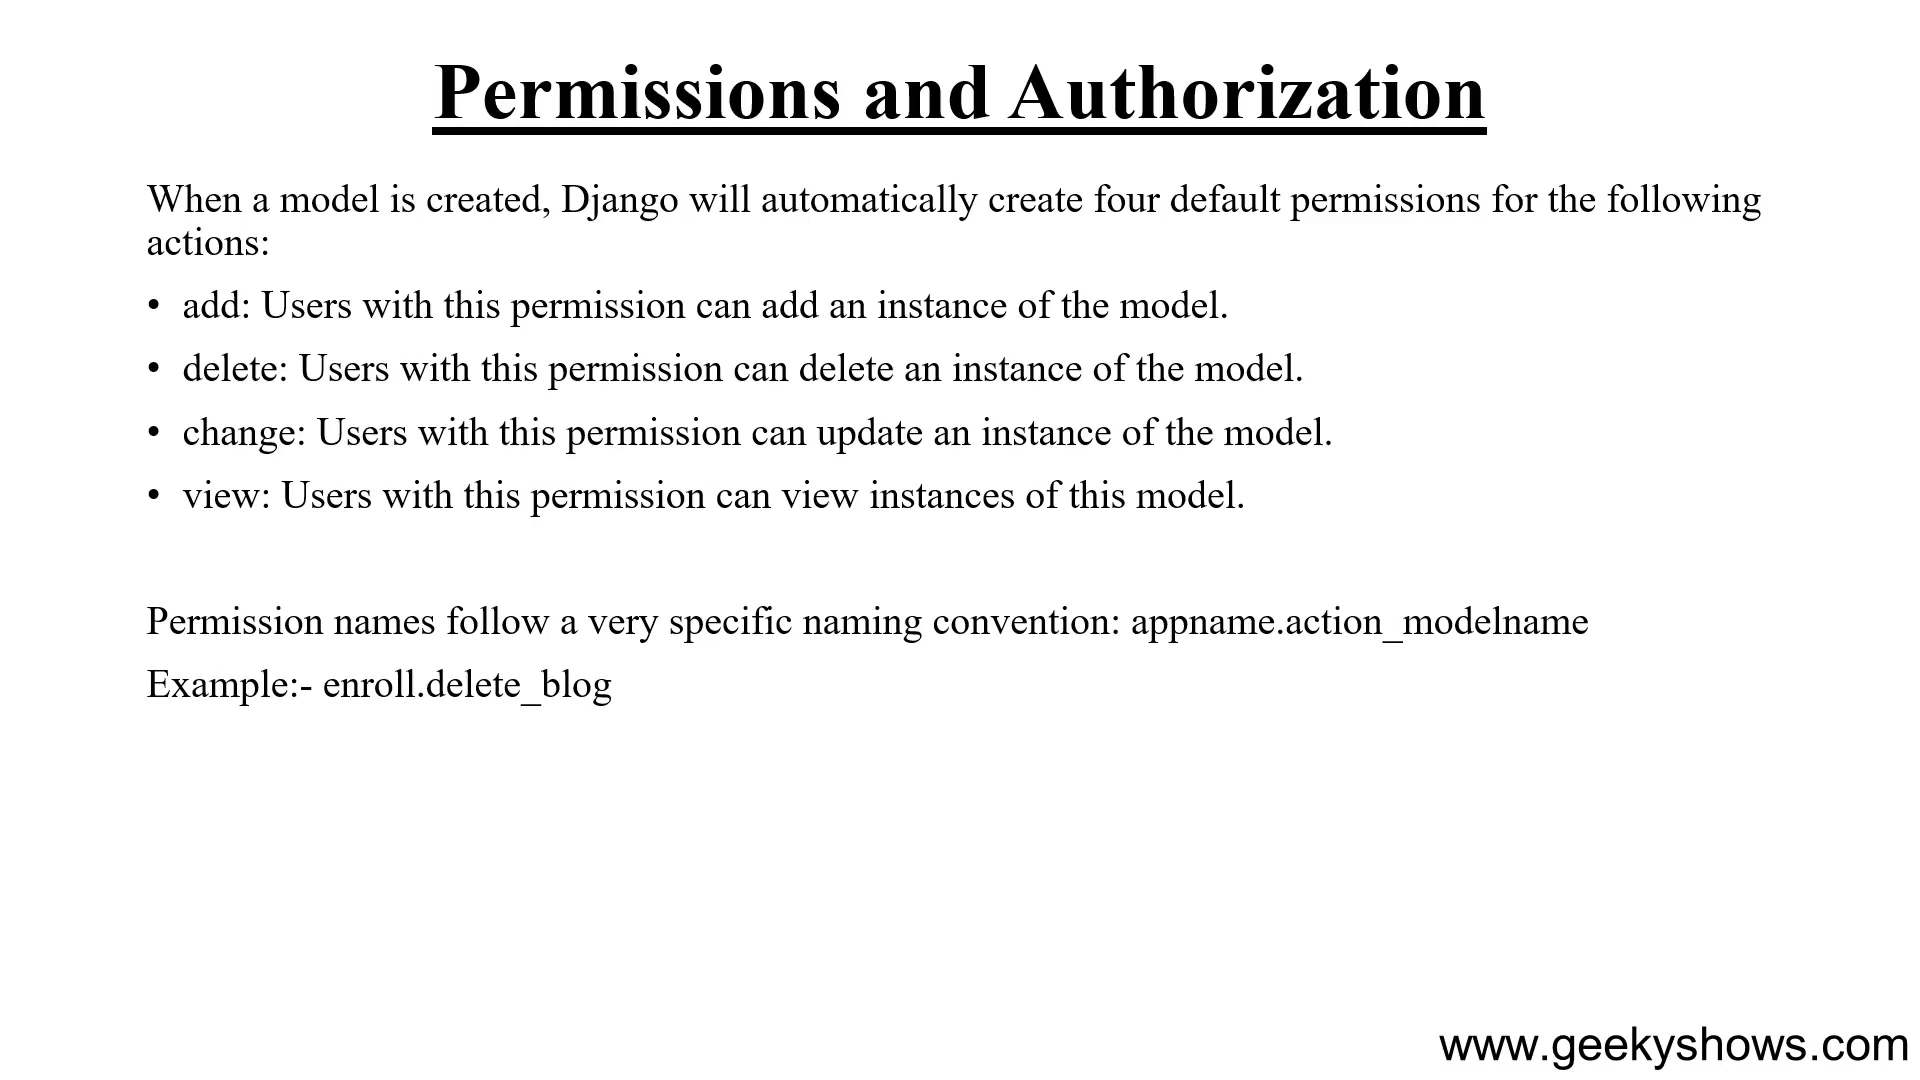 Permissions and Authorization
When a model is created, Django will automatically create four default permissions for the following
actions:
• add: Users with this permission can add an instance of the model.
• delete: Users with this permission can delete an instance of the model.
• change: Users with this permission can update an instance of the model.
• view: Users with this permission can view instances of this model.
Permission names follow a very specific naming convention: appname.action_modelname
Example:- enroll.delete_blog
www.geekyshows.com